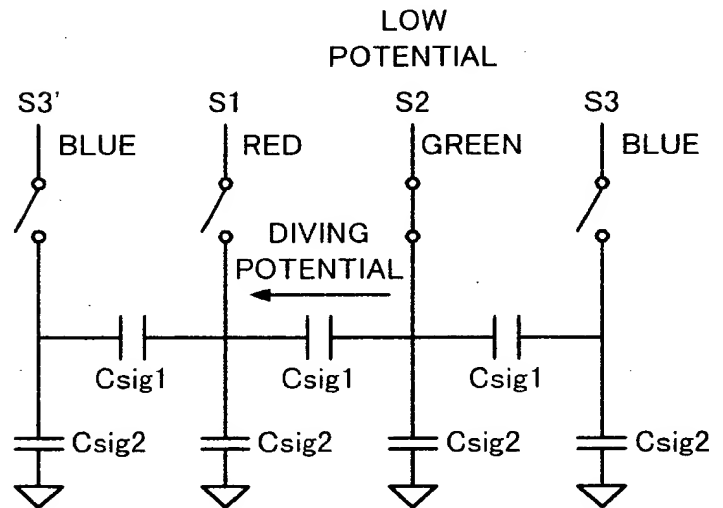 LOW
POTENTIAL
S3' S1 S2 S3
BLUE RED GREEN BLUE
DIVING
POTENTIAL
Csig1 Csig1 Csig1
Csig2 Csig2 Csig2 Csig2